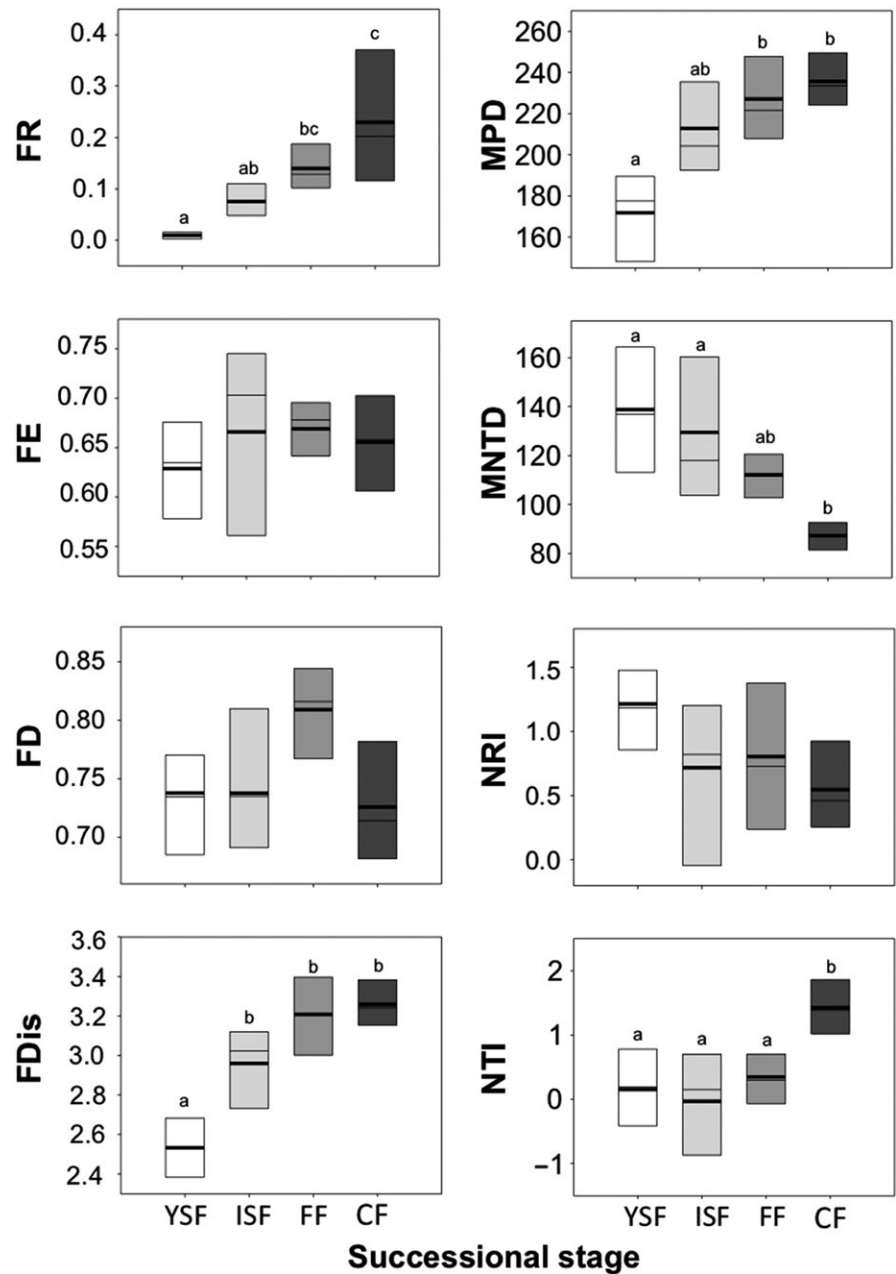 FR
0.4
0.3
0.2
0.1
0.0
a
ab
bc
c
MPD
260
240
220
200
180
160
a
ab
b
b
FE
0.75
0.70
0.65
0.60
0.55
MNTD
160
140
120
100
80
a
a
ab
b
FD
0.85
0.80
0.75
0.70
NRI
1.5
1.0
0.5
0.0
FDis
3.6
3.4
3.2
3.0
2.8
2.6
2.4
a
b
b
b
NTI
2
1
0
−1
a
a
a
b
YSF ISF FF CF
YSF ISF FF CF
Successional stage